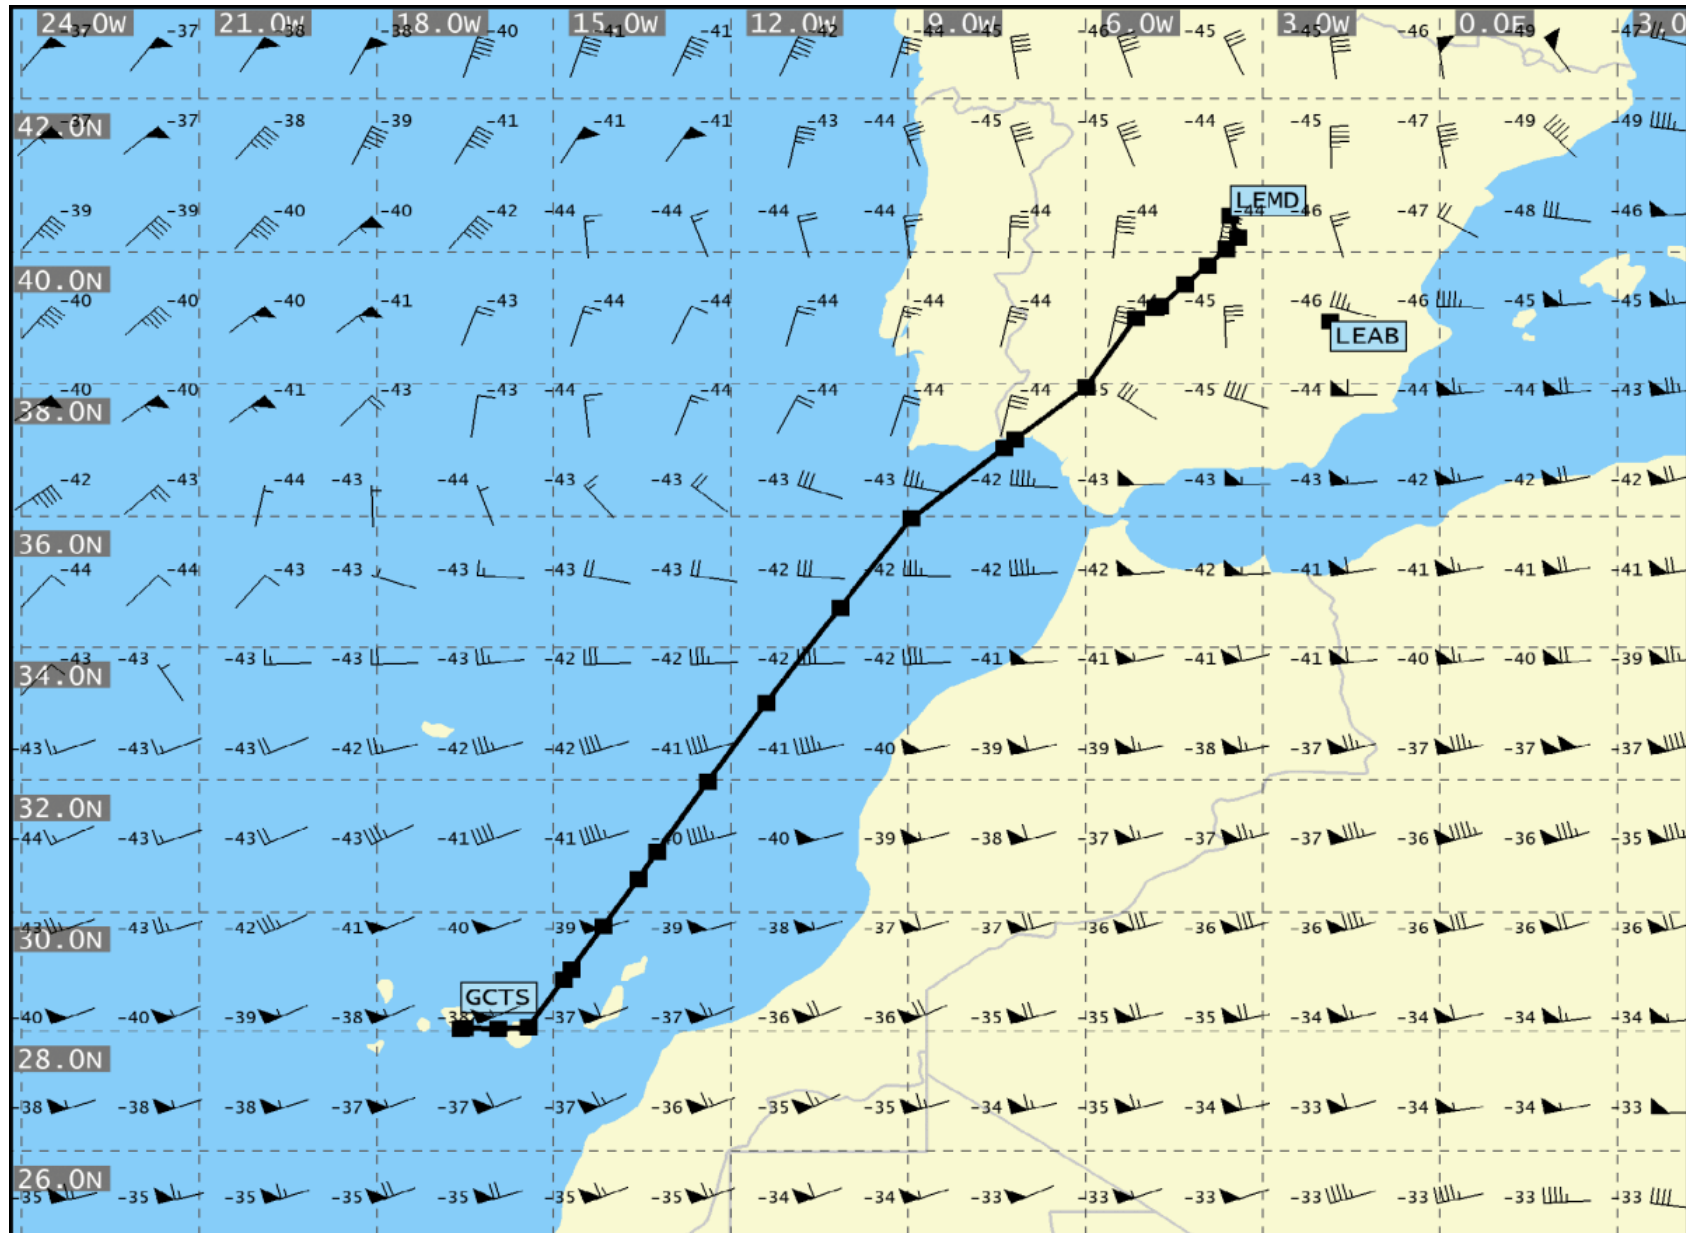 24.0W 21.0W 18.0W 15.0W 12.0W 9.0W 6.0W 3.0W 0.0E 3.0
-37 -37 -38 -38 -40 -41 -41 -42 -44 -45 -46 -45 -45 -46 -49 -47
42.0N
-37 -37 -38 -39 -41 -41 -41 -43 -44 -45 -45 -44 -45 -47 -49 -49
LEMD
-39 -39 -40 -40 -42 -44 -44 -44 -44 -44 -44 -44 -46 -47 -48 -46
40.0N
-40 -40 -40 -41 -43 -44 -44 -44 -44 -44 -44 -45 -46 -46 -45 -45
LEAB
-40 -40 -41 -43 -43 -44 -44 -44 -44 -44 -45 -44 -44 -44 -43
38.0N
-42 -43 -44 -43 -44 -43 -43 -43 -43 -42 -43 -43 -43 -42 -42 -42
36.0N
-44 -44 -43 -43 -43 -43 -43 -42 -42 -42 -42 -42 -41 -41 -41 -41
-43 -43 -43 -43 -43 -42 -42 -42 -42 -41 -41 -41 -41 -40 -40 -39
34.0N
-43 -43 -43 -42 -42 -42 -41 -41 -40 -39 -39 -38 -37 -37 -37 -37
32.0N
-44 -43 -43 -43 -41 -41 -40 -40 -39 -38 -37 -37 -37 -36 -36 -35
-43 -43 -42 -41 -40 -39 -39 -38 -37 -37 -36 -36 -36 -36 -36 -36
30.0N
GCTS
-40 -40 -39 -38 -38 -37 -37 -36 -36 -35 -35 -34 -34 -34 -34 -34
28.0N
-38 -38 -38 -37 -37 -37 -36 -35 -35 -34 -35 -34 -33 -34 -34 -33
26.0N
-35 -35 -35 -35 -35 -35 -35 -34 -34 -33 -33 -33 -33 -33 -33 -33